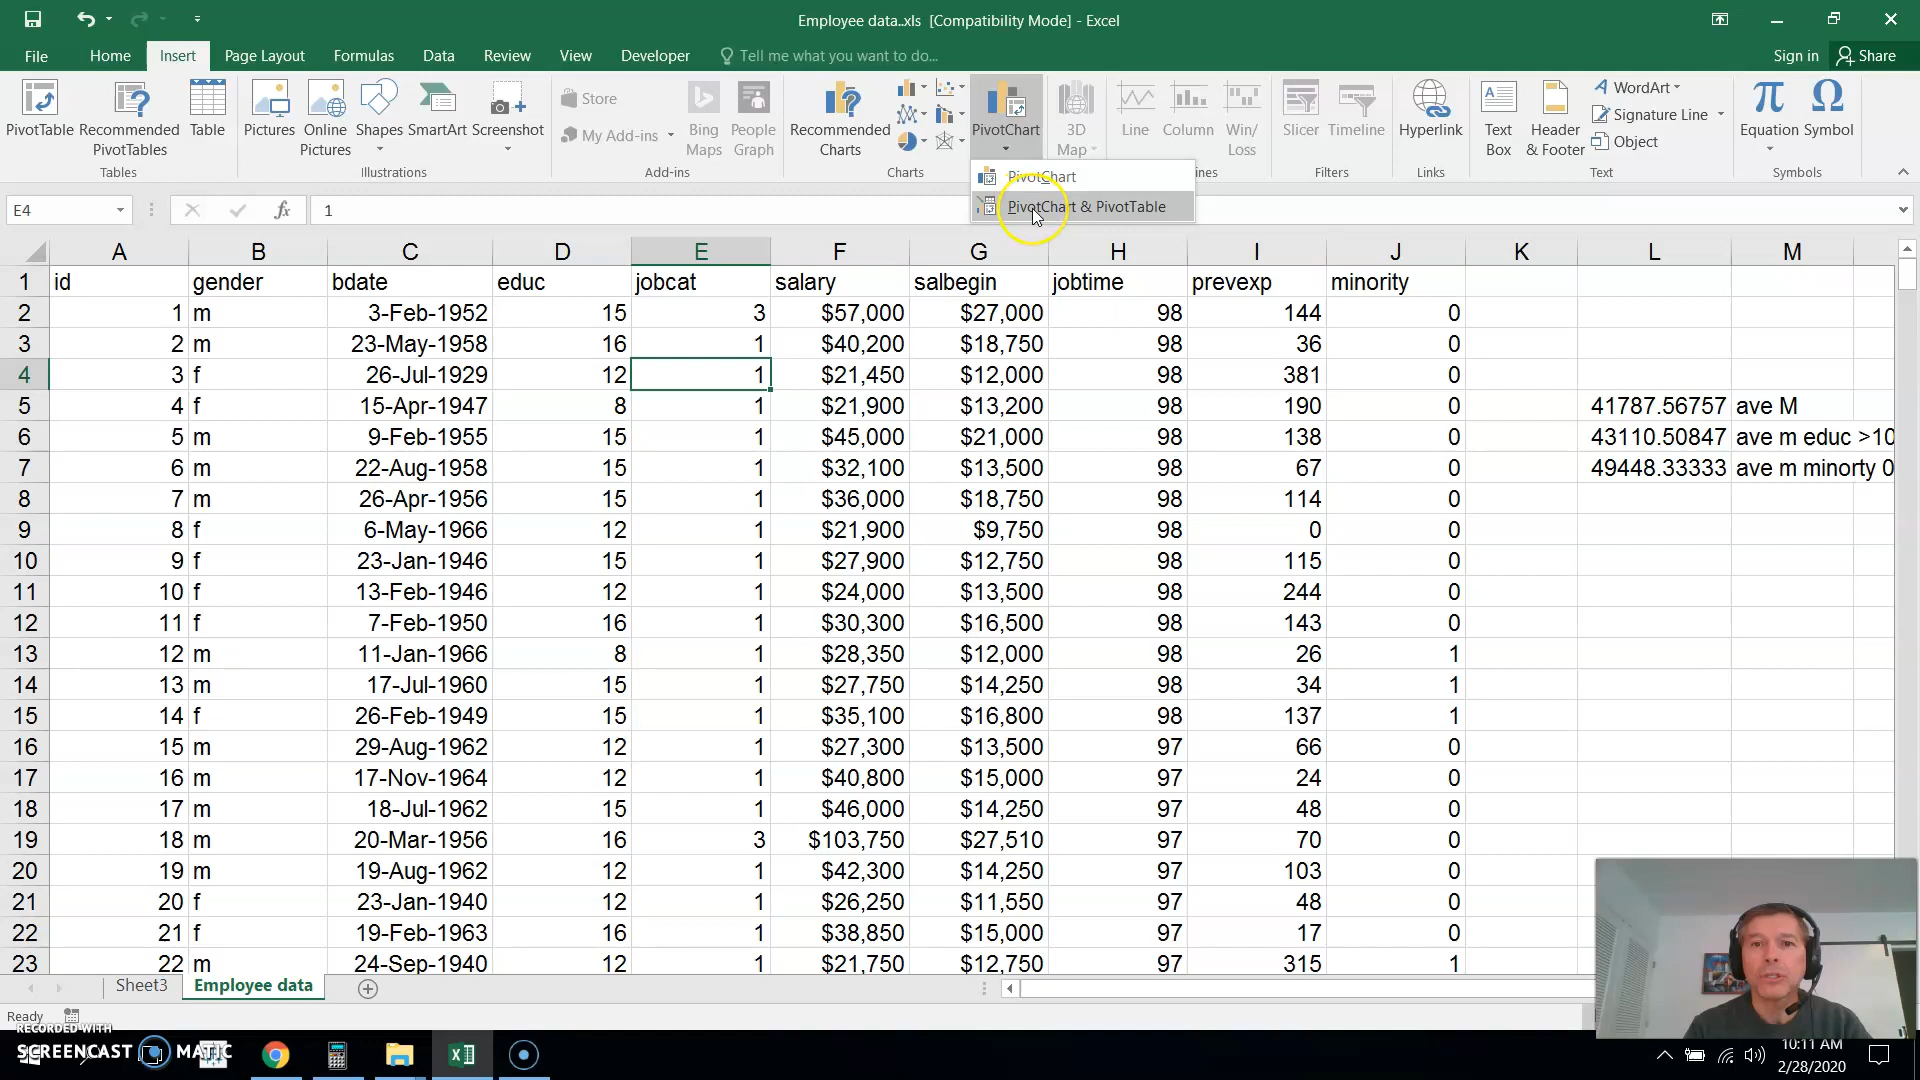 Employee data..xls [Compatibility Mode] - Excel
File Home Insert Page Layout Formulas Data Review View Developer Tell me what you want to do... Sign in Share
PivotTable
Recommended PivotTables
Table
Tables
Pictures
Online Pictures
Shapes
SmartArt
Screenshot
Illustrations
Store
My Add-ins
Bing Maps
People Graph
Add-ins
Recommended Charts
Charts
PivotChart
3D Map
Line
Column
Win/ Loss
ines
Slicer
Timeline
Filters
Hyperlink
Links
Text Box
Header & Footer
WordArt
Signature Line
Object
Text
Equation
Symbol
Symbols
PivotChart
PivotChart & PivotTable
E4 fx 1
A B C D E F G H I J K L M
1 id gender bdate educ jobcat salary salbegin jobtime prevexp minority
2 1 m 3-Feb-1952 15 3 $57,000 $27,000 98 144 0
3 2 m 23-May-1958 16 1 $40,200 $18,750 98 36 0
4 3 f 26-Jul-1929 12 1 $21,450 $12,000 98 381 0
5 4 f 15-Apr-1947 8 1 $21,900 $13,200 98 190 0 41787.56757 ave M
6 5 m 9-Feb-1955 15 1 $45,000 $21,000 98 138 0 43110.50847 ave m educ >10
7 6 m 22-Aug-1958 15 1 $32,100 $13,500 98 67 0 49448.33333 ave m minorty 0
8 7 m 26-Apr-1956 15 1 $36,000 $18,750 98 114 0
9 8 f 6-May-1966 12 1 $21,900 $9,750 98 0 0
10 9 f 23-Jan-1946 15 1 $27,900 $12,750 98 115 0
11 10 f 13-Feb-1946 12 1 $24,000 $13,500 98 244 0
12 11 f 7-Feb-1950 16 1 $30,300 $16,500 98 143 0
13 12 m 11-Jan-1966 8 1 $28,350 $12,000 98 26 1
14 13 m 17-Jul-1960 15 1 $27,750 $14,250 98 34 1
15 14 f 26-Feb-1949 15 1 $35,100 $16,800 98 137 1
16 15 m 29-Aug-1962 12 1 $27,300 $13,500 97 66 0
17 16 m 17-Nov-1964 12 1 $40,800 $15,000 97 24 0
18 17 m 18-Jul-1962 15 1 $46,000 $14,250 97 48 0
19 18 m 20-Mar-1956 16 3 $103,750 $27,510 97 70 0
20 19 m 19-Aug-1962 12 1 $42,300 $14,250 97 103 0
21 20 f 23-Jan-1940 12 1 $26,250 $11,550 97 48 0
22 21 f 19-Feb-1963 16 1 $38,850 $15,000 97 17 0
23 22 m 24-Sep-1940 12 1 $21,750 $12,750 97 315 1
Sheet3 Employee data
Ready
RECORDED WITH
SCREENCAST MATIC
10:11 AM
2/28/2020